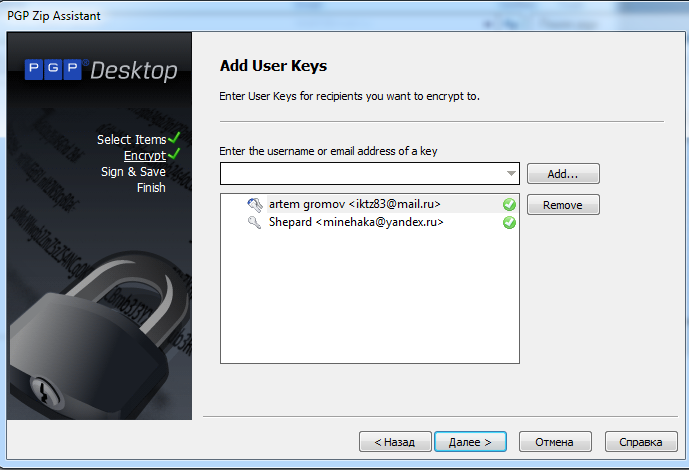 PGP Zip Assistant
PGP® Desktop
Select Items
Encrypt
Sign & Save
Finish
Add User Keys
Enter User Keys for recipients you want to encrypt to.
Enter the username or email address of a key
Add...
artem gromov <iktz83@mail.ru>
Remove
Shepard <minehaka@yandex.ru>
< Назад
Далее >
Отмена
Справка